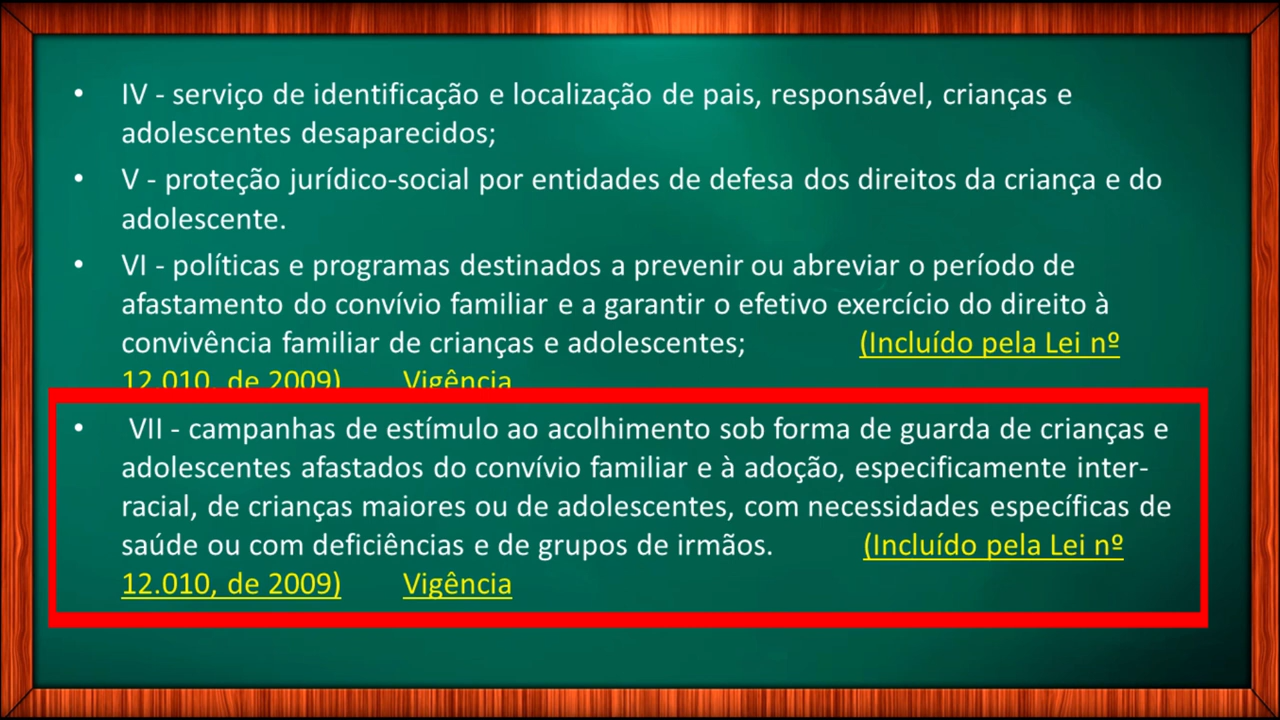 • IV - serviço de identificação e localização de pais, responsável, crianças e
adolescentes desaparecidos;
• V - proteção jurídico-social por entidades de defesa dos direitos da criança e do
adolescente.
• VI - políticas e programas destinados a prevenir ou abreviar o período de
afastamento do convívio familiar e a garantir o efetivo exercício do direito à
convivência familiar de crianças e adolescentes; (Incluído pela Lei nº
12.010, de 2009) Vigência
• VII - campanhas de estímulo ao acolhimento sob forma de guarda de crianças e
adolescentes afastados do convívio familiar e à adoção, especificamente inter-
racial, de crianças maiores ou de adolescentes, com necessidades específicas de
saúde ou com deficiências e de grupos de irmãos. (Incluído pela Lei nº
12.010, de 2009) Vigência